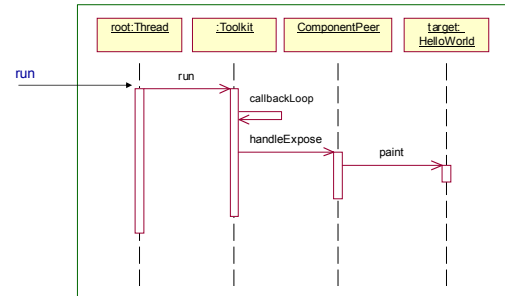 root:Thread
:Toolkit
ComponentPeer
target:
HelloWorld
run
run
callbackLoop
handleExpose
paint